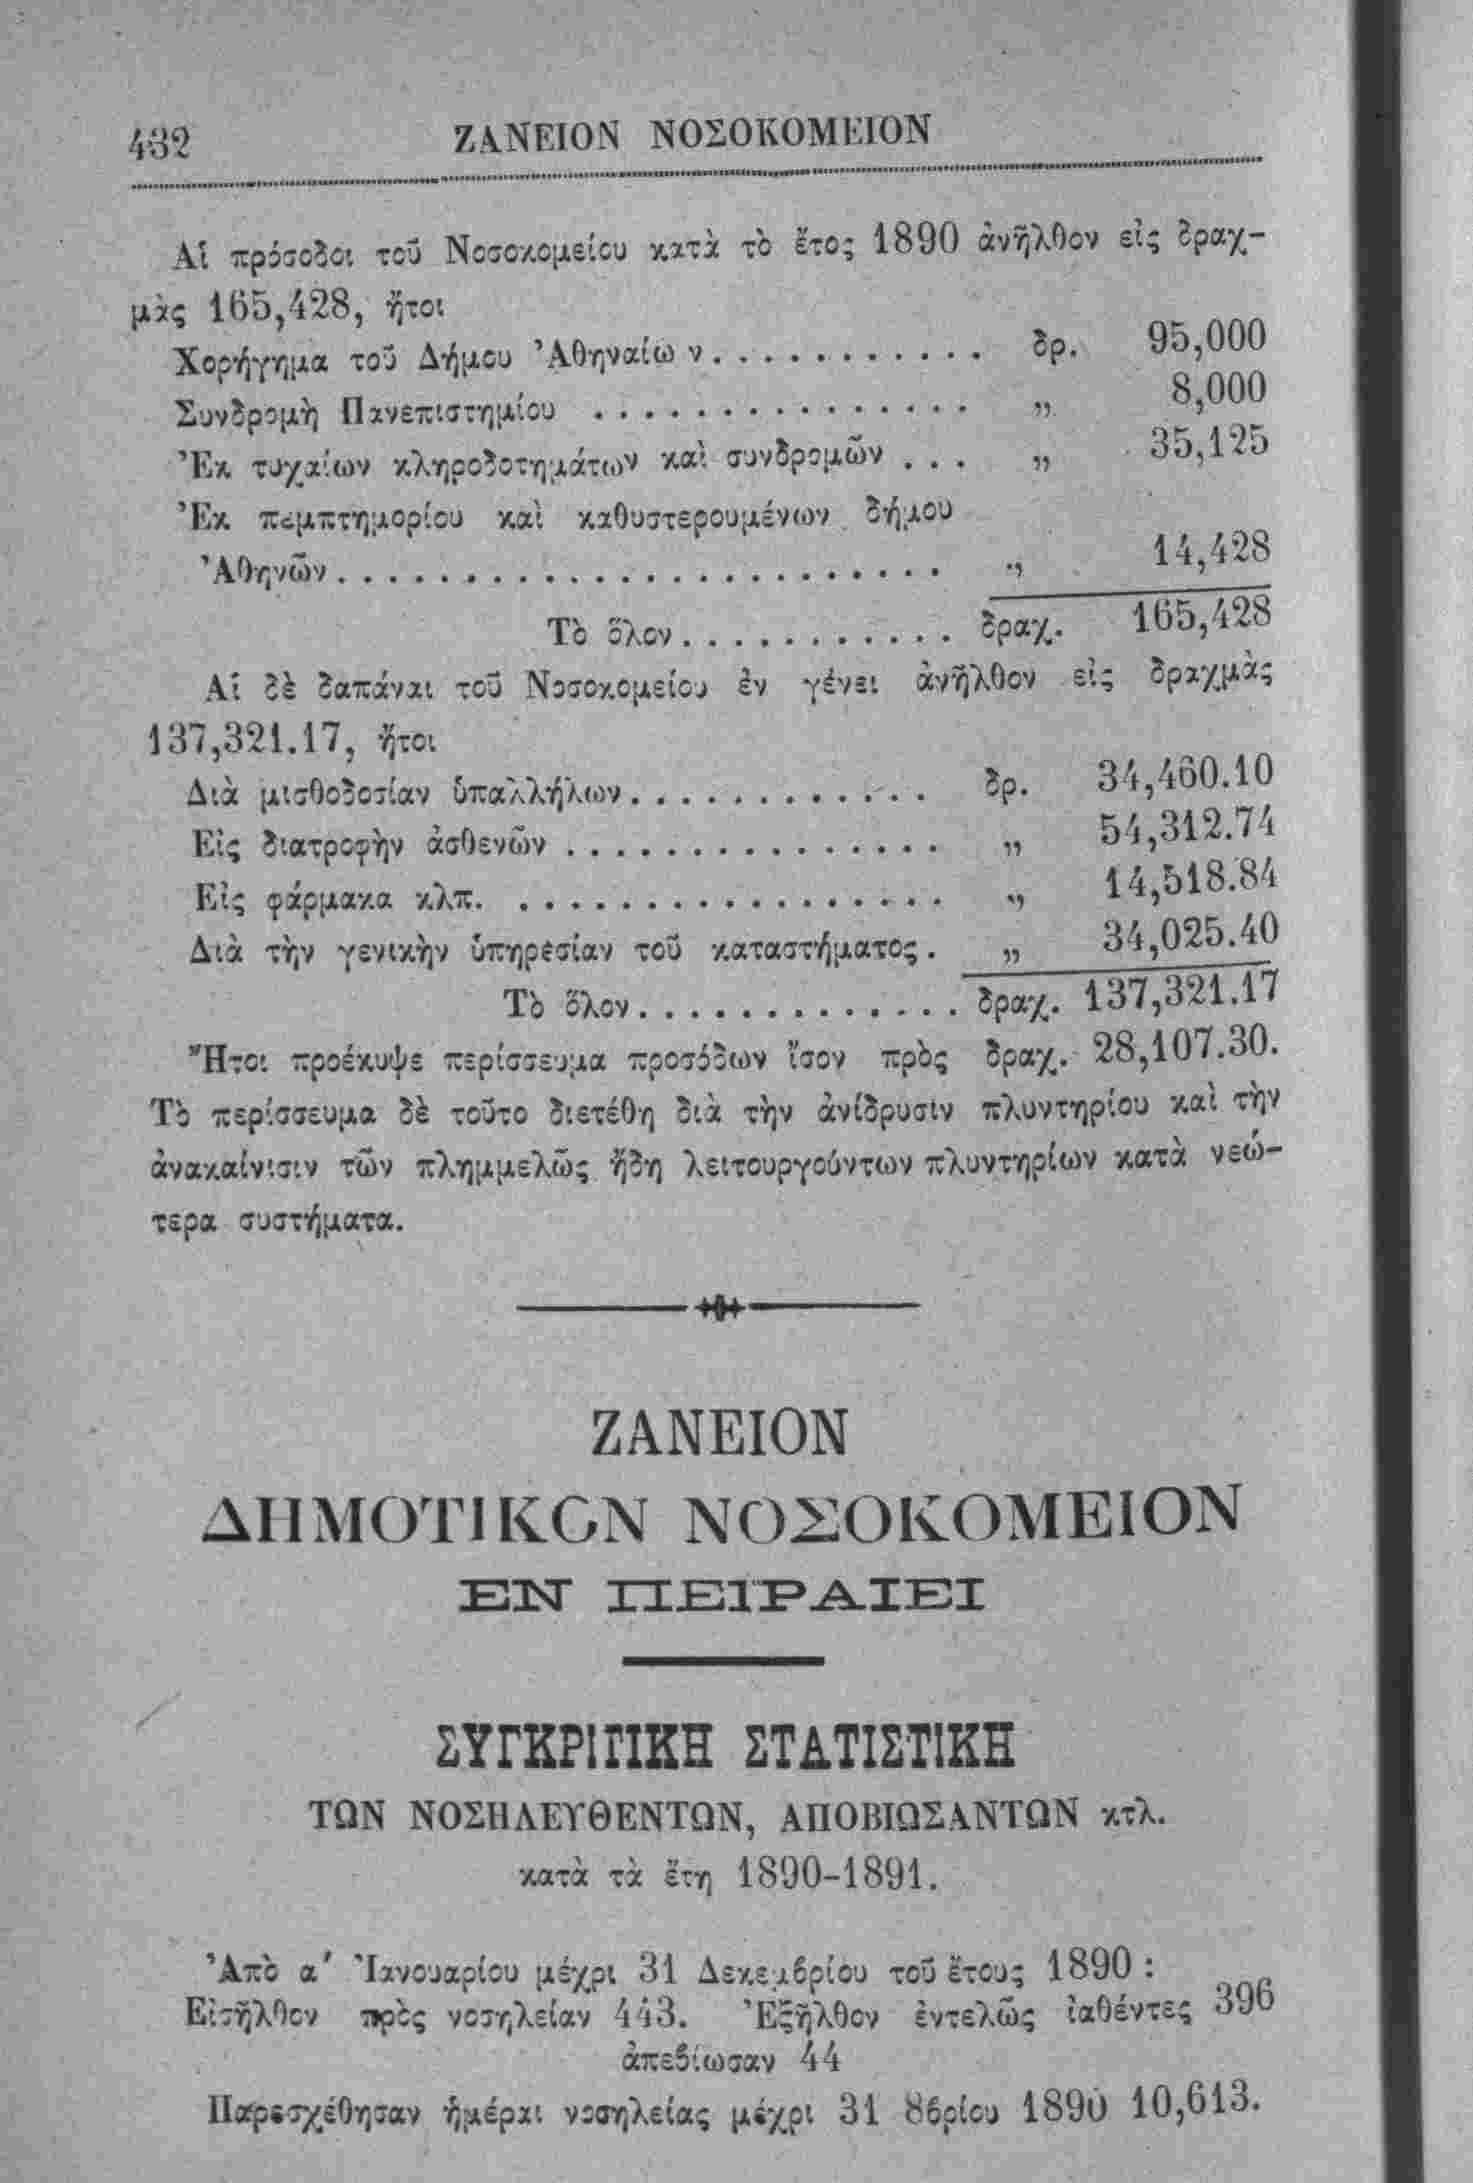 432 ΖΑΝΕΙΟΝ ΝΟΣΟΚΟΜΕΙΟΝ
Αἱ πρόσοδοι τοῦ Νοσοκομείου κατὰ τὸ ἔτος 1890 ἀνῆλθον εἰς δραχ-
μὰς 165,428, ἤτοι
Χορήγημα τοῦ Δήμου Ἀθηναίων . . . . . . . . . . . δρ. 95,000
Συνδρομὴ Πανεπιστημίου . . . . . . . . . . . . . . . „ 8,000
Ἐκ τυχαίων κληροδοτημάτων καὶ συνδρομῶν . . . „ 35,125
Ἐκ πεμπτημορίου καὶ καθυστερουμένων δήμου
Ἀθηνῶν . . . . . . . . . . . . . . . . . . . . . . . . „ 14,428
Τὸ ὅλον . . . . . . . . . . . δραχ. 165,428
Αἱ δὲ δαπάναι τοῦ Νοσοκομείου ἐν γένει ἀνῆλθον εἰς δραχμὰς
137,321.17, ἤτοι
Διὰ μισθοδοσίαν ὑπαλλήλων . . . . . . . . . . . . δρ. 34,460.10
Εἰς διατροφὴν ἀσθενῶν . . . . . . . . . . . . . . . „ 54,312.74
Εἰς φάρμακα κλπ. . . . . . . . . . . . . . . . . . . „ 14,518.84
Διὰ τὴν γενικὴν ὑπηρεσίαν τοῦ καταστήματος . „ 34,025.40
Τὸ ὅλον . . . . . . . . . . . . . δραχ. 137,321.17
Ἤτοι προέκυψε περίσσευμα προσόδων ἴσον πρὸς δραχ. 28,107.30.
Τὸ περίσσευμα δὲ τοῦτο διετέθη διὰ τὴν ἀνίδρυσιν πλυντηρίου καὶ τὴν
ἀνακαίνισιν τῶν πλημμελῶς ἤδη λειτουργούντων πλυντηρίων κατὰ νεώ-
τερα συστήματα.
ΖΑΝΕΙΟΝ
ΔΗΜΟΤΙΚΟΝ ΝΟΣΟΚΟΜΕΙΟΝ
ΕΝ ΠΕΙΡΑΙΕΙ
ΣΥΓΚΡΙΤΙΚΗ ΣΤΑΤΙΣΤΙΚΗ
ΤΩΝ ΝΟΣΗΛΕΥΘΕΝΤΩΝ, ΑΠΟΒΙΩΣΑΝΤΩΝ κτλ.
κατὰ τὰ ἔτη 1890-1891.
Ἀπὸ α' Ἰανουαρίου μέχρι 31 Δεκεμβρίου τοῦ ἔτους 1890 :
Εἰσῆλθον πρὸς νοσηλείαν 443. Ἐξῆλθον ἐντελῶς ἰαθέντες 396
ἀπεβίωσαν 44
Παρεσχέθησαν ἡμέραι νοσηλείας μέχρι 31 8βρίου 1890 10,613.